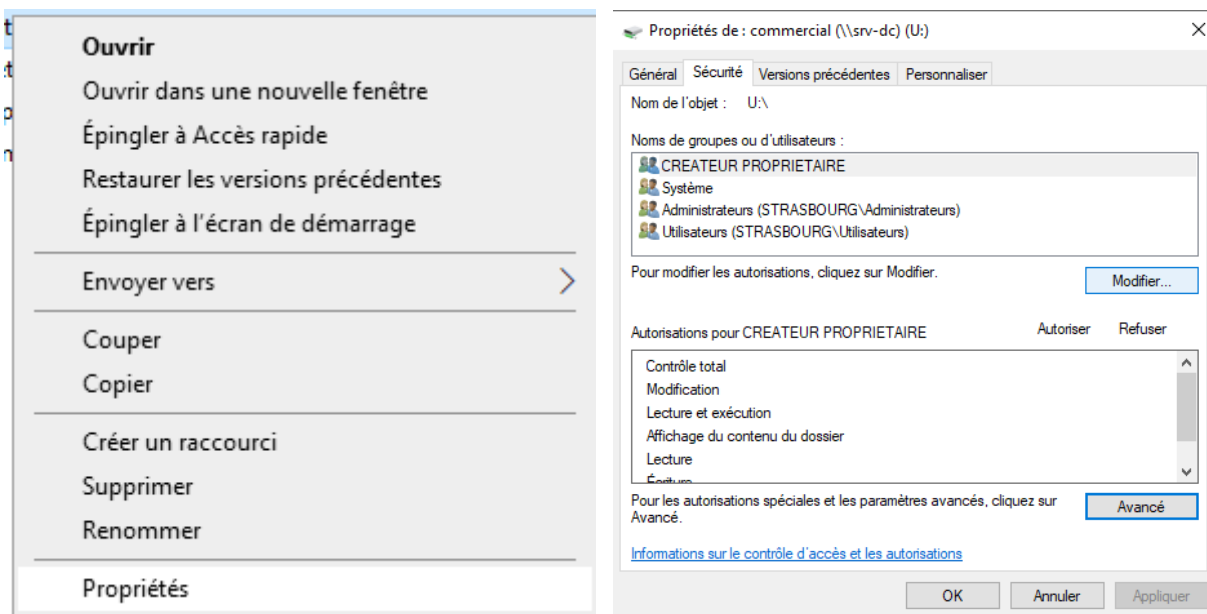 Ouvrir
Ouvrir dans une nouvelle fenêtre
Épingler à Accès rapide
Restaurer les versions précédentes
Épingler à l'écran de démarrage
Envoyer vers
Couper
Copier
Créer un raccourci
Supprimer
Renommer
Propriétés
Propriétés de : commercial (\\srv-dc) (U:)
Général Sécurité Versions précédentes Personnaliser
Nom de l'objet : U:\
Noms de groupes ou d'utilisateurs :
CREATEUR PROPRIETAIRE
Système
Administrateurs (STRASBOURG\Administrateurs)
Utilisateurs (STRASBOURG\Utilisateurs)
Pour modifier les autorisations, cliquez sur Modifier.
Modifier...
Autorisations pour CREATEUR PROPRIETAIRE Autoriser Refuser
Contrôle total
Modification
Lecture et exécution
Affichage du contenu du dossier
Lecture
Écriture
Pour les autorisations spéciales et les paramètres avancés, cliquez sur
Avancé.
Avancé
Informations sur le contrôle d'accès et les autorisations
OK Annuler Appliquer